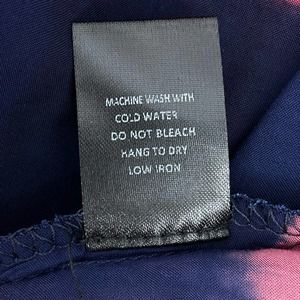 MACHINE WASH WITH
COLD WATER
DO NOT BLEACH
HANG TO DRY
LOW IRON